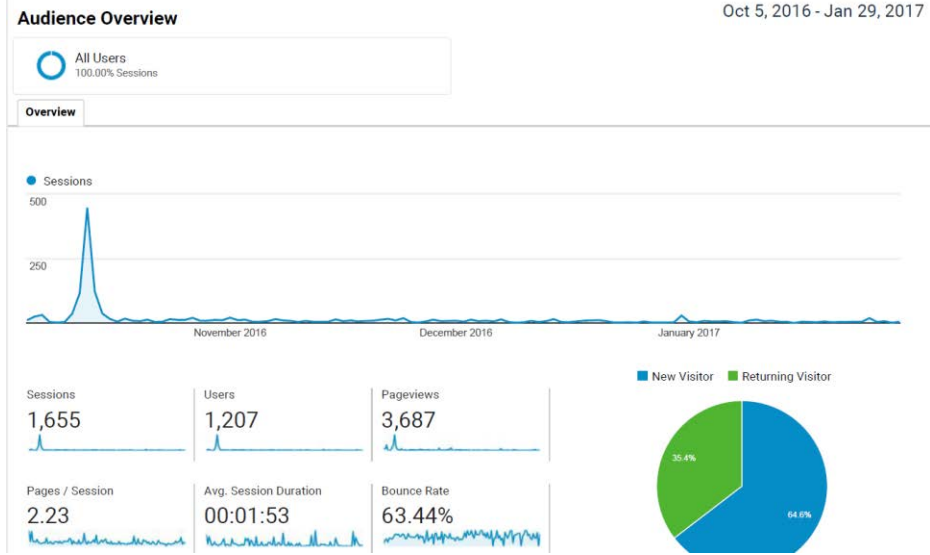 Audience Overview
Oct 5, 2016 - Jan 29, 2017
All Users
100.00% Sessions
Overview
Sessions
500
250
November 2016
December 2016
January 2017
New Visitor
Returning Visitor
Sessions
1,655
Users
1,207
Pageviews
3,687
35.4%
64.6%
Pages / Session
2.23
Avg. Session Duration
00:01:53
Bounce Rate
63.44%